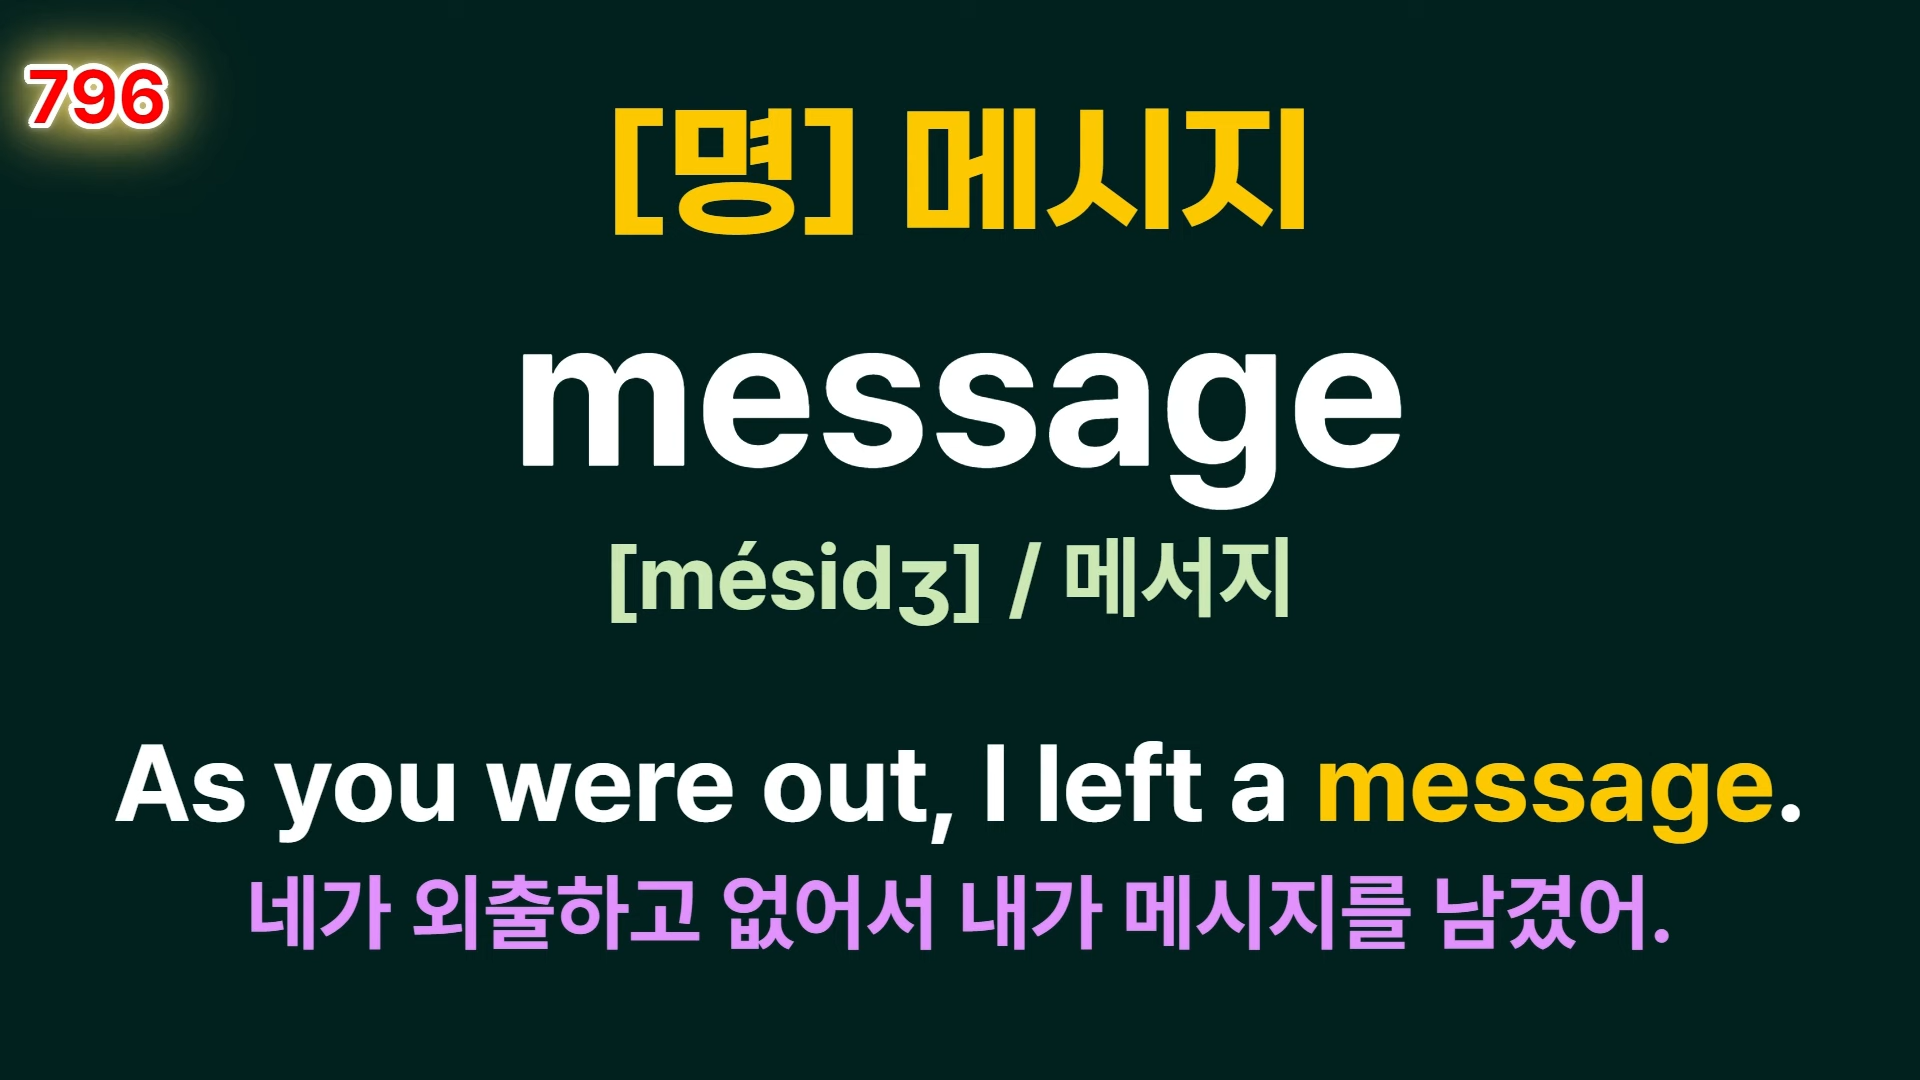 796
[명] 메시지
message
[mésidʒ] / 메서지
As you were out, I left a message.
네가 외출하고 없어서 내가 메시지를 남겼어.